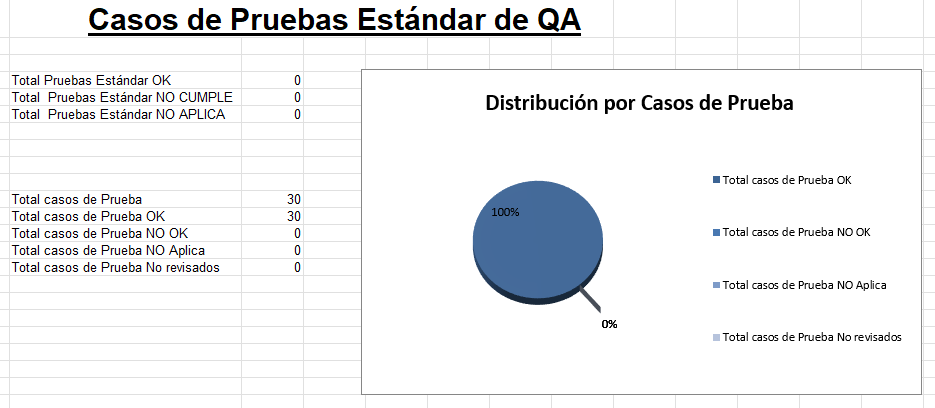 Casos de Pruebas Estándar de QA
Total Pruebas Estándar OK 0
Total  Pruebas Estándar NO CUMPLE 0
Total  Pruebas Estándar NO APLICA 0
Total casos de Prueba 30
Total casos de Prueba OK 30
Total casos de Prueba NO OK 0
Total casos de Prueba NO Aplica 0
Total casos de Prueba No revisados 0
Distribución por Casos de Prueba
100%
0%
Total casos de Prueba OK
Total casos de Prueba NO OK
Total casos de Prueba NO Aplica
Total casos de Prueba No revisados